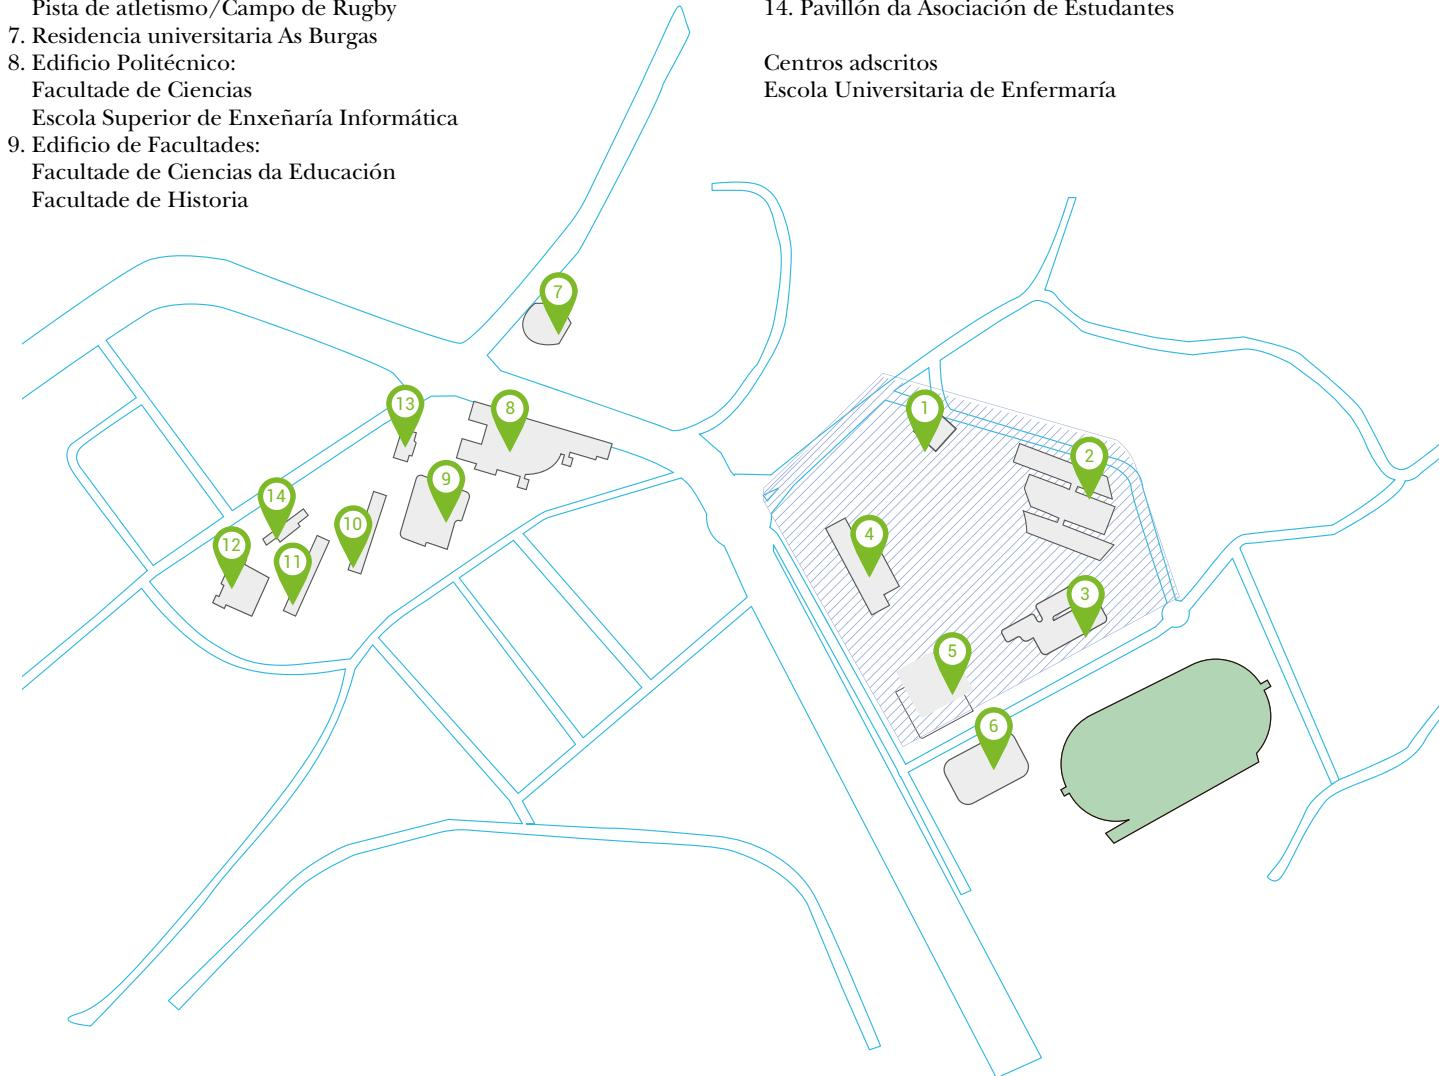 Pista de atletismo/Campo de Rugby
7. Residencia universitaria As Burgas
8. Edificio Politécnico:
Facultade de Ciencias
Escola Superior de Enxeñaría Informática
9. Edificio de Facultades:
Facultade de Ciencias da Educación
Facultade de Historia
14. Pavillón da Asociación de Estudantes
Centros adscritos
Escola Universitaria de Enfermaría
7
13
8
1
2
9
14
10
4
12
11
3
5
6